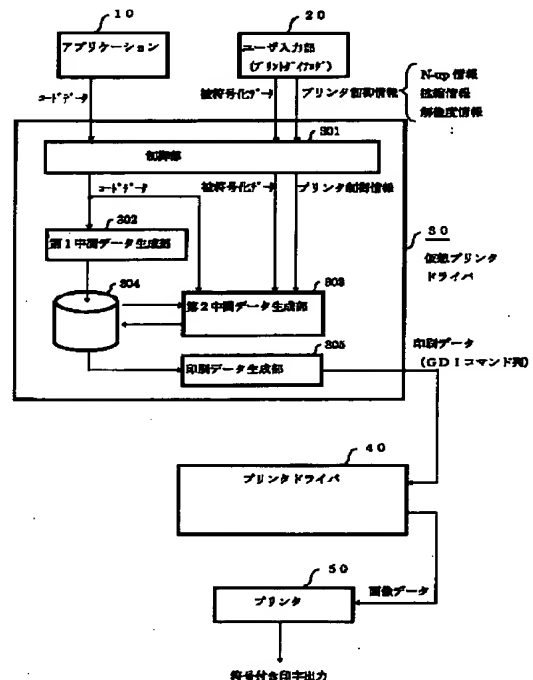 10
20
アプリケーション
ユーザ入力部
(プリントダイアログ)
コードデータ
被符号化データ
プリンタ制御情報
N-up 情報
拡縮情報
解像度情報
301
制御部
コードデータ
被符号化データ
プリンタ制御情報
302
第1中間データ生成部
30
仮想プリンタ
ドライバ
304
303
第2中間データ生成部
305
印刷データ生成部
印刷データ
(GDIコマンド列)
40
プリンタドライバ
50
プリンタ
画像データ
符号付き印字出力